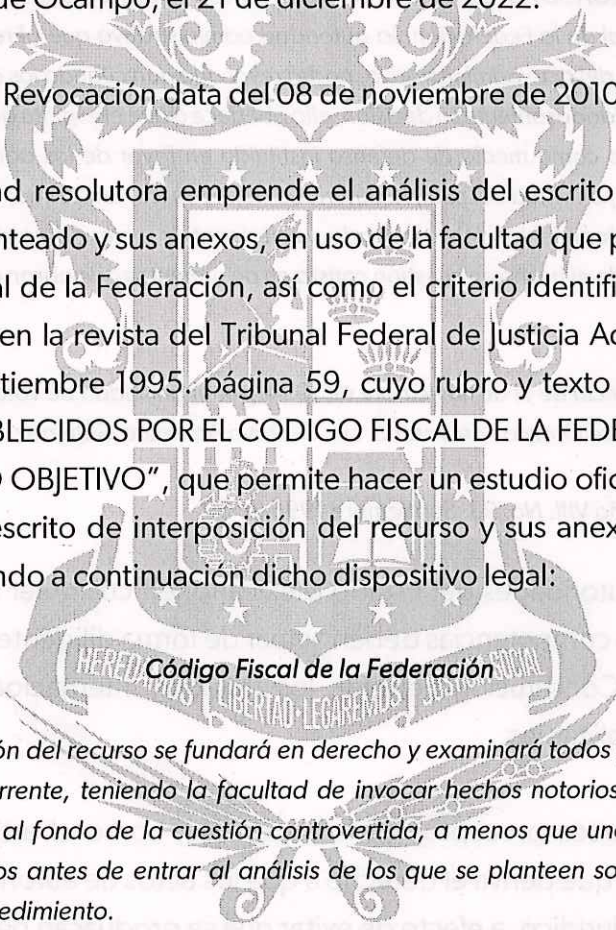 de Ocampo, el 21 de diciembre de 2022.
Revocación data del 08 de noviembre de 2010
ad resolutora emprende el análisis del escrito
nteado y sus anexos, en uso de la facultad que p
al de la Federación, así como el criterio identifi
en la revista del Tribunal Federal de Justicia Ad
tiembre 1995. página 59, cuyo rubro y texto
BLECIDOS POR EL CODIGO FISCAL DE LA FEDE
O OBJETIVO", que permite hacer un estudio ofic
escrito de interposición del recurso y sus anex
ndo a continuación dicho dispositivo legal:
Código Fiscal de la Federación
HEREDAMOS LIBERTAD·LEGAREMOS JUSTICIA SOCIAL
ón del recurso se fundará en derecho y examinará todos
urrente, teniendo la facultad de invocar hechos notorios
al fondo de la cuestión controvertida, a menos que un
os antes de entrar al análisis de los que se planteen so
edimiento.